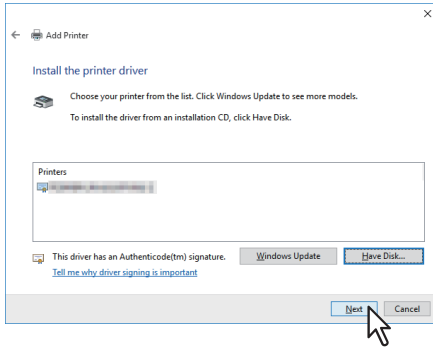 Add Printer
Install the printer driver
Choose your printer from the list. Click Windows Update to see more models.
To install the driver from an installation CD, click Have Disk.
Printers
This driver has an Authenticode(tm) signature.
Windows Update
Have Disk...
Tell me why driver signing is important
Next
Cancel